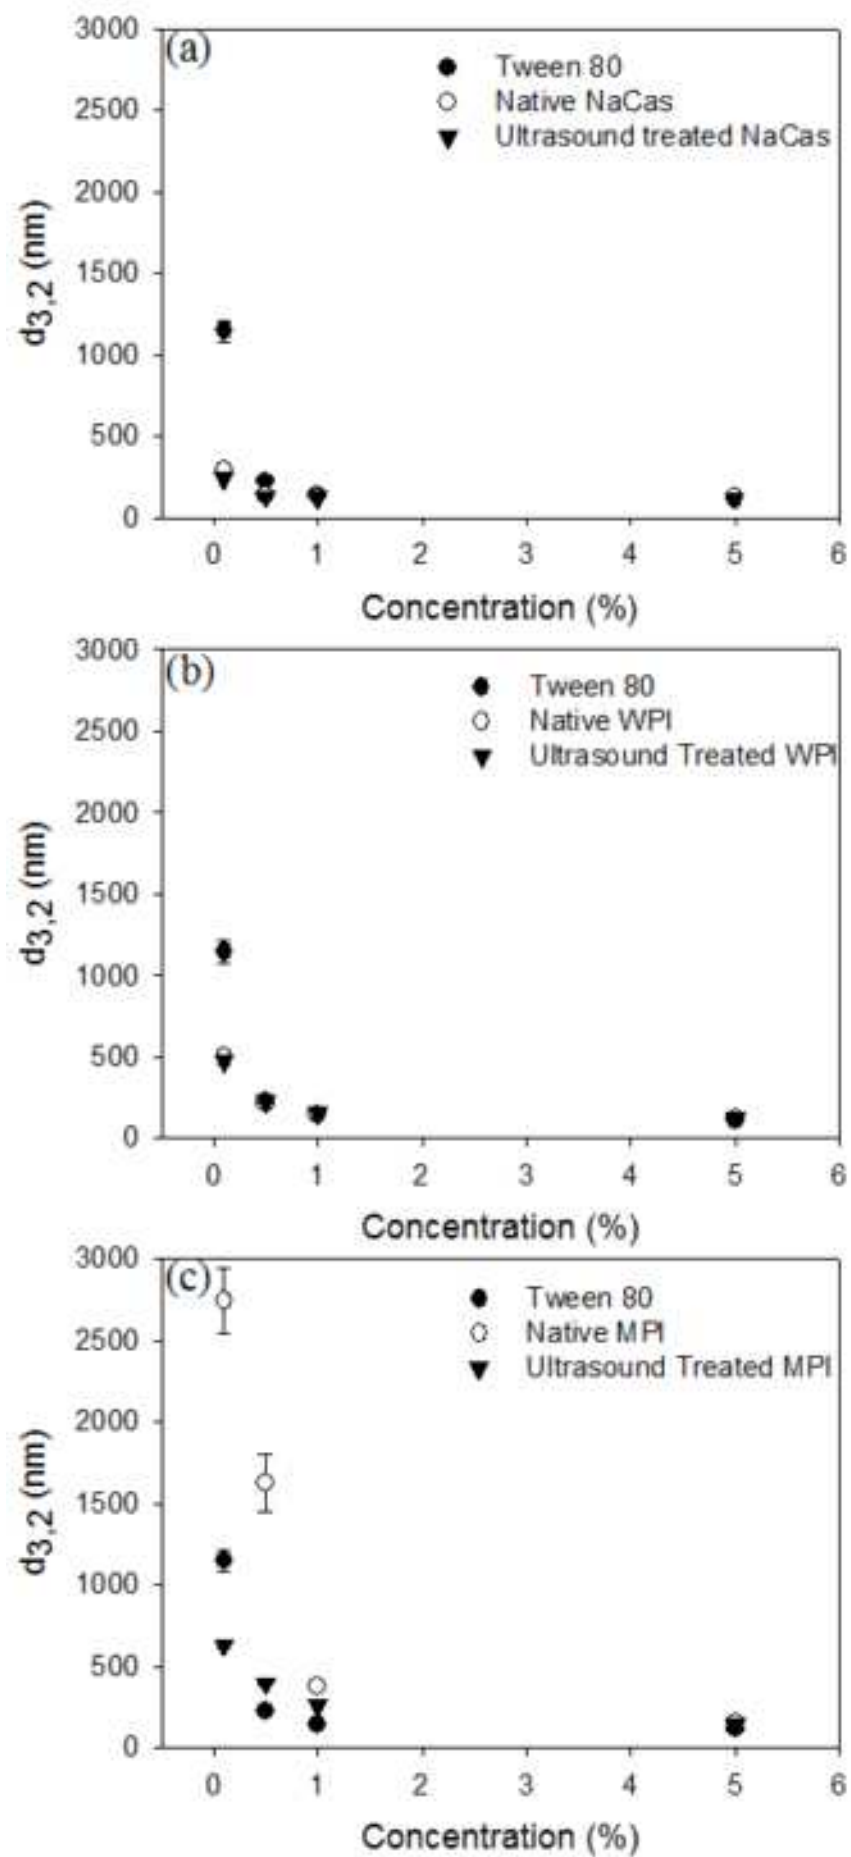 (a)
3000
2500
2000
1500
1000
500
0
d3,2 (nm)
Tween 80
Native NaCas
Ultrasound treated NaCas
0 1 2 3 4 5 6
Concentration (%)
(b)
3000
2500
2000
1500
1000
500
0
d3,2 (nm)
Tween 80
Native WPI
Ultrasound Treated WPI
0 1 2 3 4 5 6
Concentration (%)
(c)
3000
2500
2000
1500
1000
500
0
d3,2 (nm)
Tween 80
Native MPI
Ultrasound Treated MPI
0 1 2 3 4 5 6
Concentration (%)